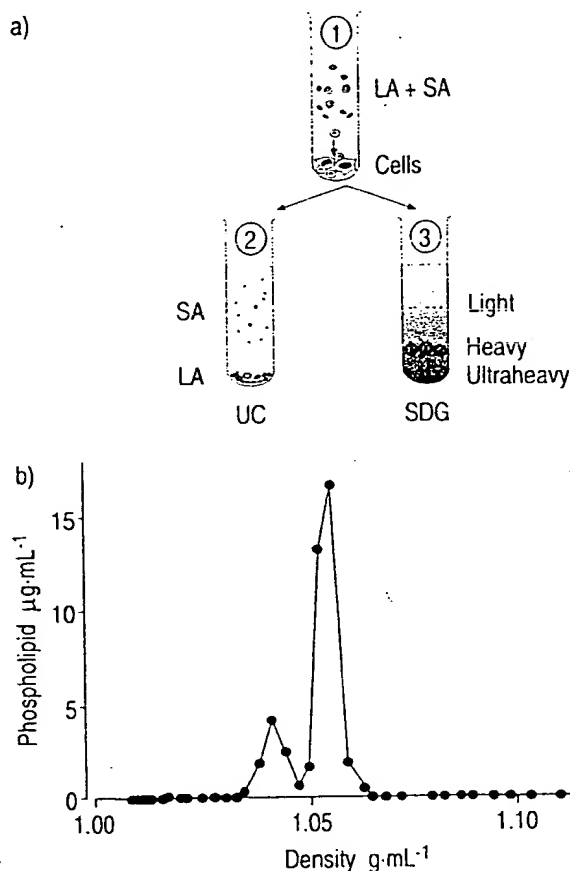 a)
1
LA + SA
Cells
2
3
SA
LA
UC
Light
Heavy
Ultraheavy
SDG
b)
Phospholipid µg·mL⁻¹
15
10
5
0
1.00
1.05
1.10
Density g·mL⁻¹